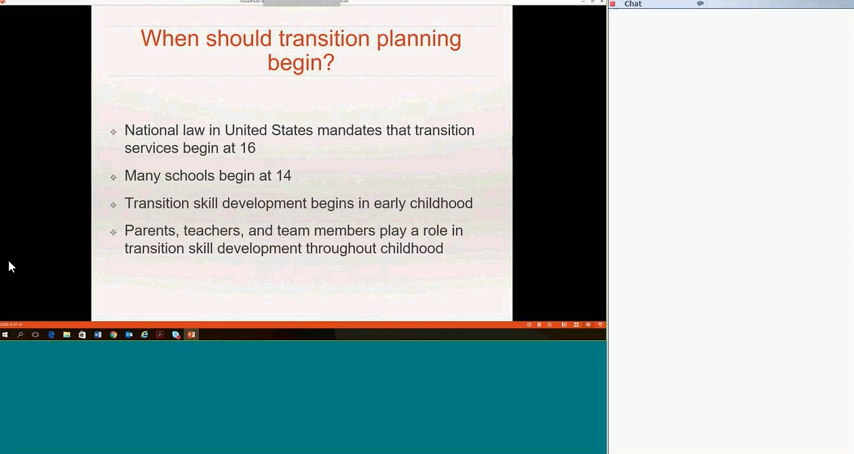 Chat
When should transition planning
begin?
National law in United States mandates that transition
services begin at 16
Many schools begin at 14
Transition skill development begins in early childhood
Parents, teachers, and team members play a role in
transition skill development throughout childhood